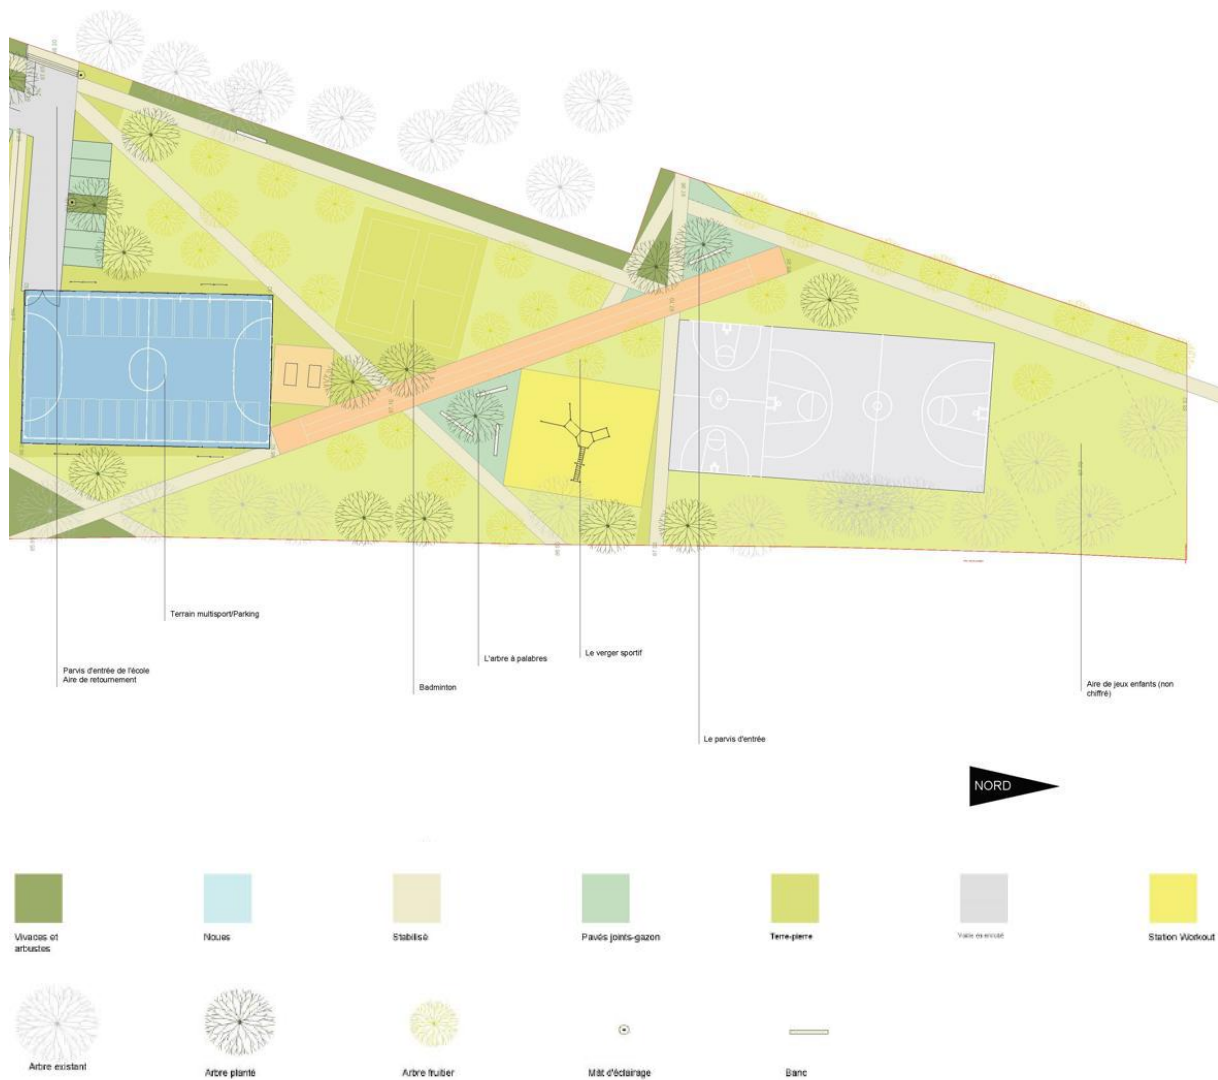 Terrain multisport/Parking
L'arbre à palabres
Le verger sportif
Parvis d'entrée de l'école
Aire de retournement
Badminton
Aire de jeux enfants (non
chiffré)
Le parvis d'entrée
NORD
Vivaces et
arbustes
Noues
Stabilisé
Pavés joints-gazon
Terre-pierre
Station Workout
Arbre existant
Arbre planté
Arbre fruitier
Mât d'éclairage
Banc